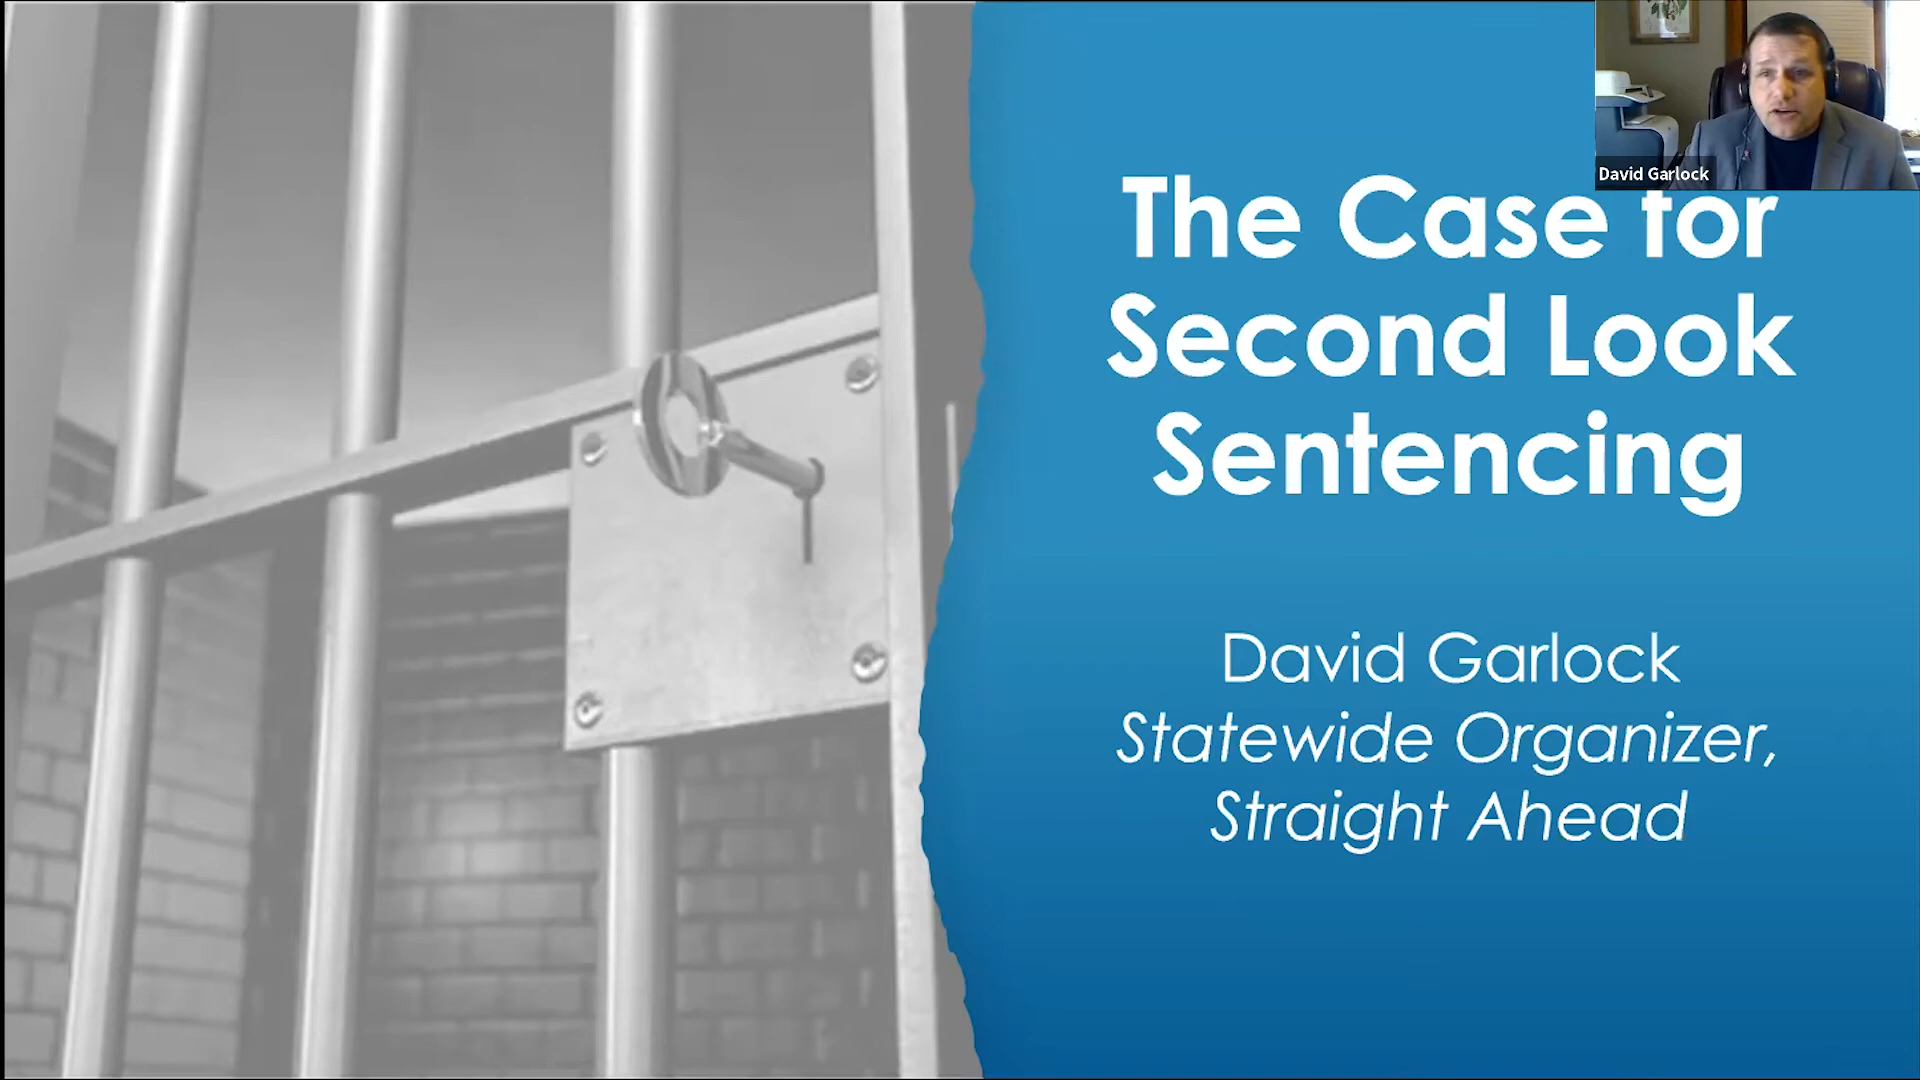 David Garlock
The Case for
Second Look
Sentencing
David Garlock
Statewide Organizer,
Straight Ahead